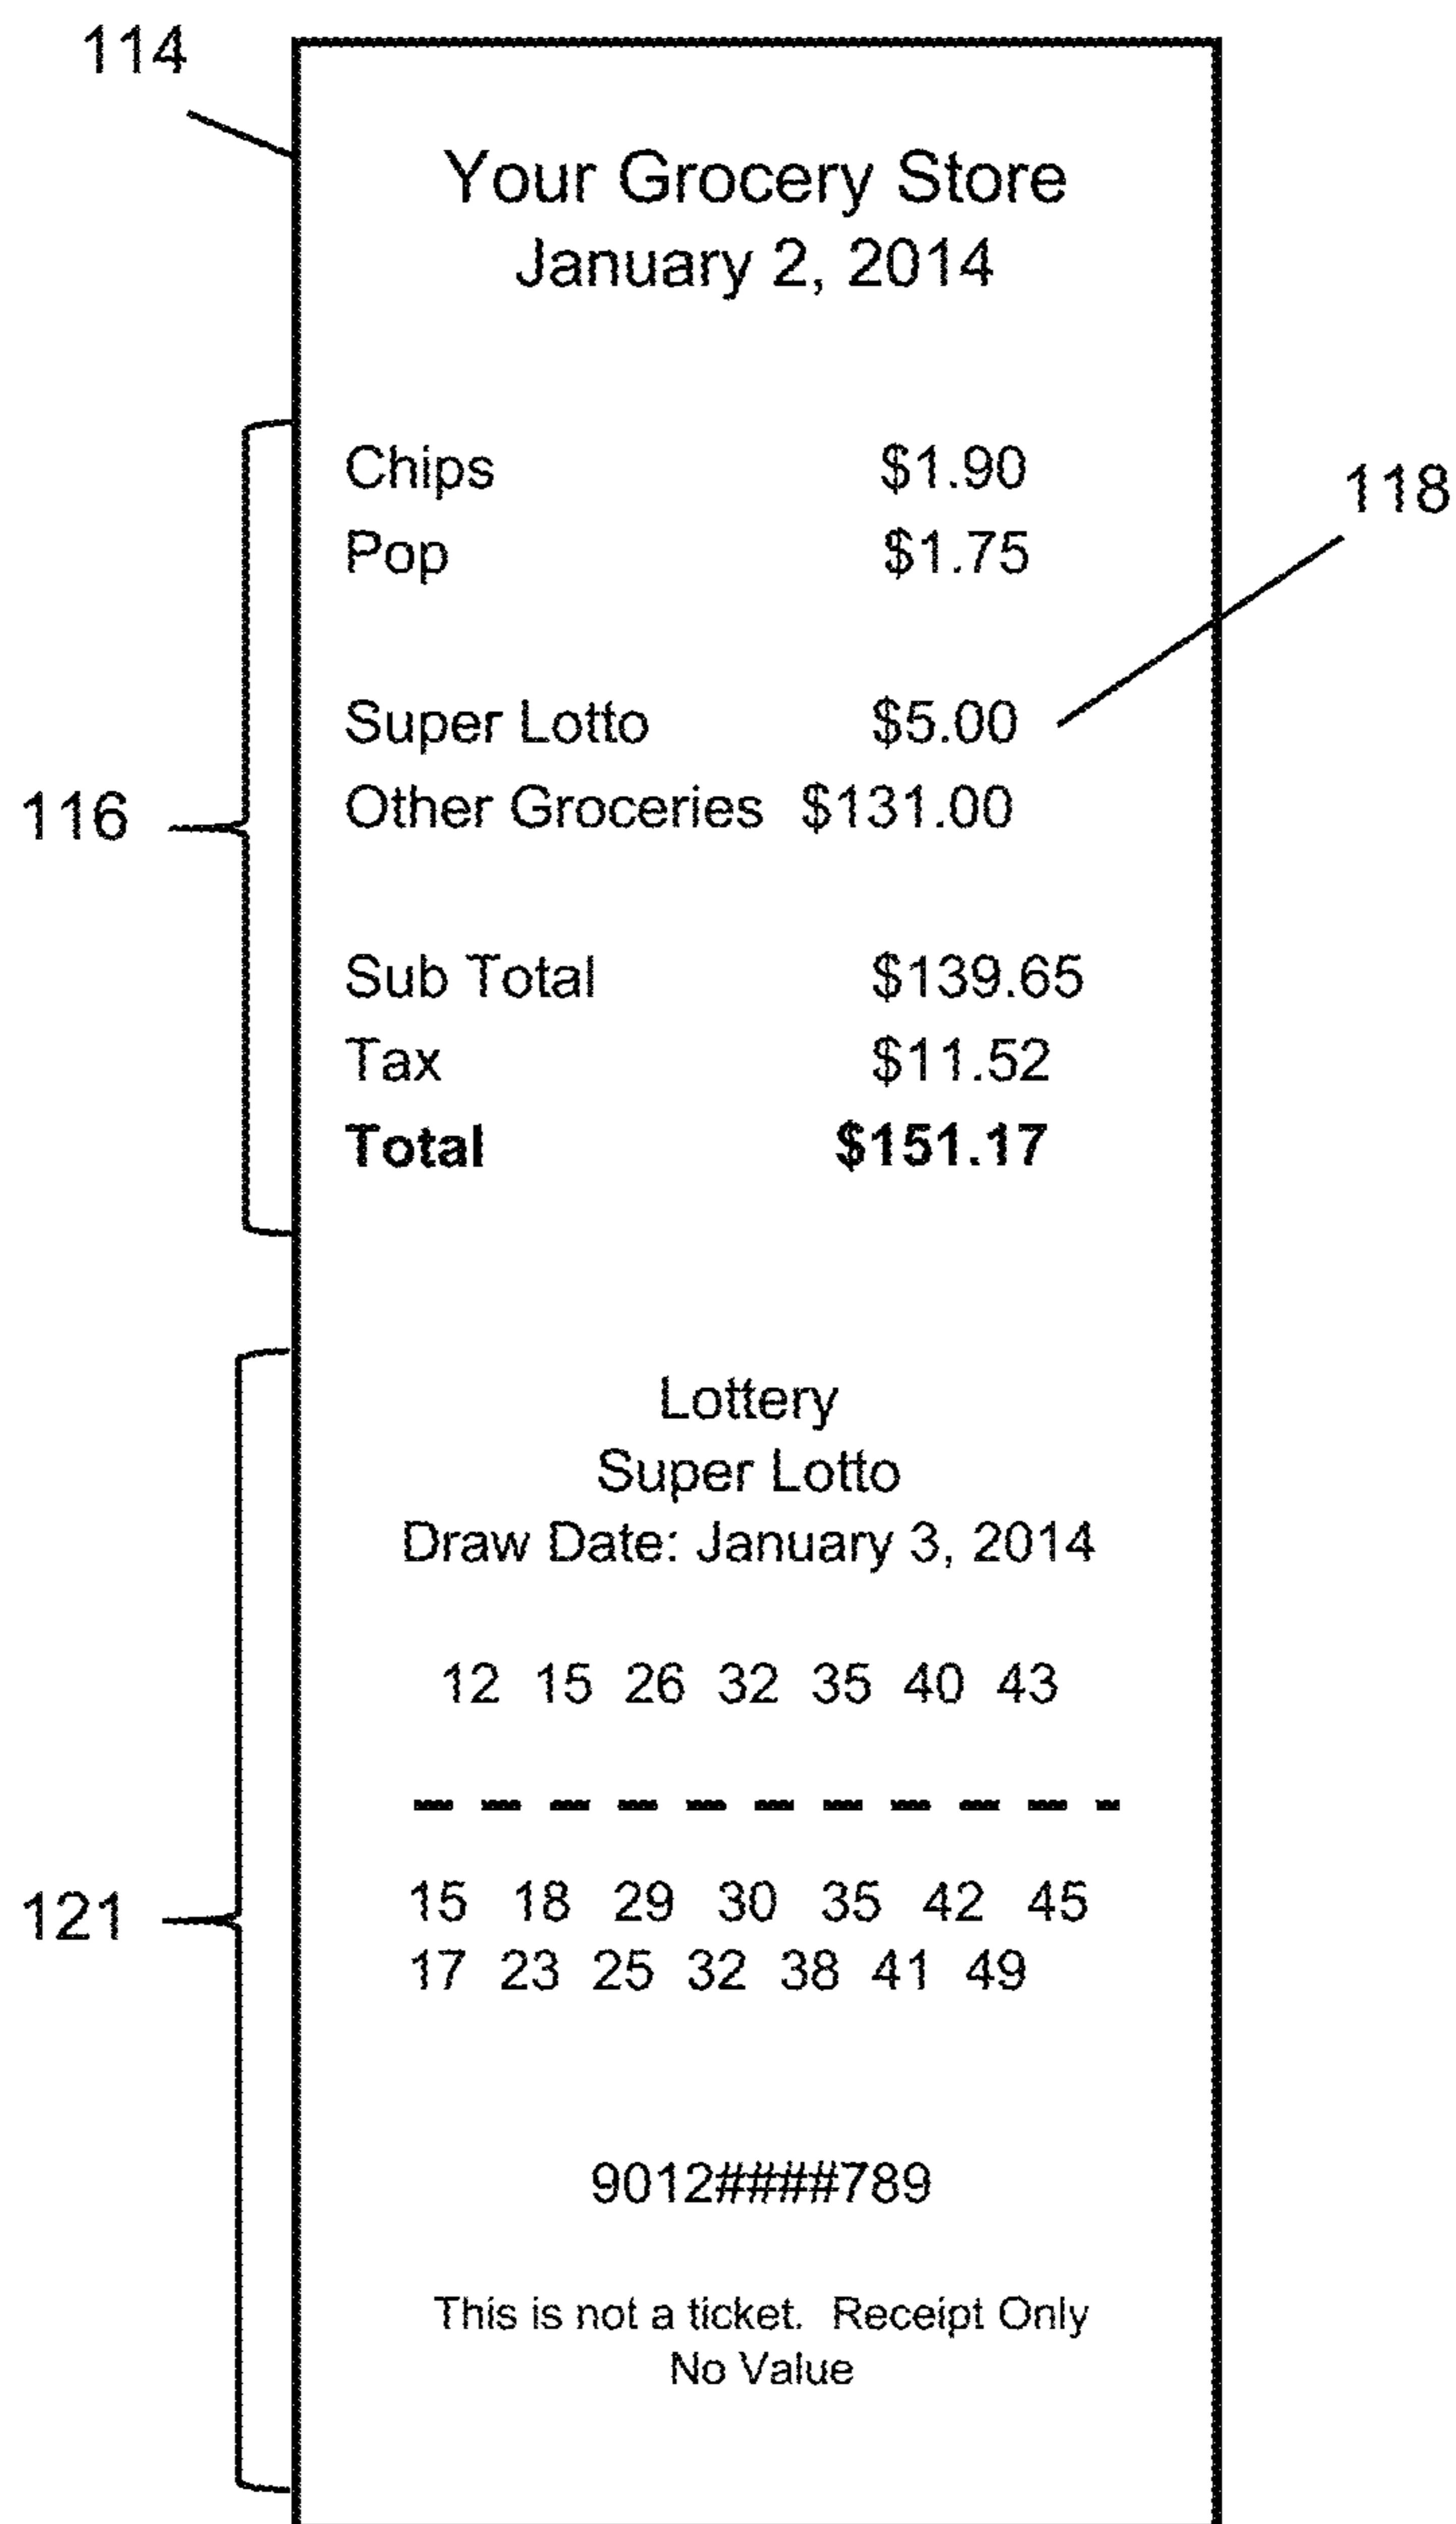 114
Your Grocery Store
January 2, 2014
Chips $1.90
118
Pop $1.75
Super Lotto $5.00
116
Other Groceries $131.00
Sub Total $139.65
Tax $11.52
Total $151.17
Lottery
Super Lotto
Draw Date: January 3, 2014
12 15 26 32 35 40 43
121
15 18 29 30 35 42 45
17 23 25 32 38 41 49
9012####789
This is not a ticket. Receipt Only
No Value